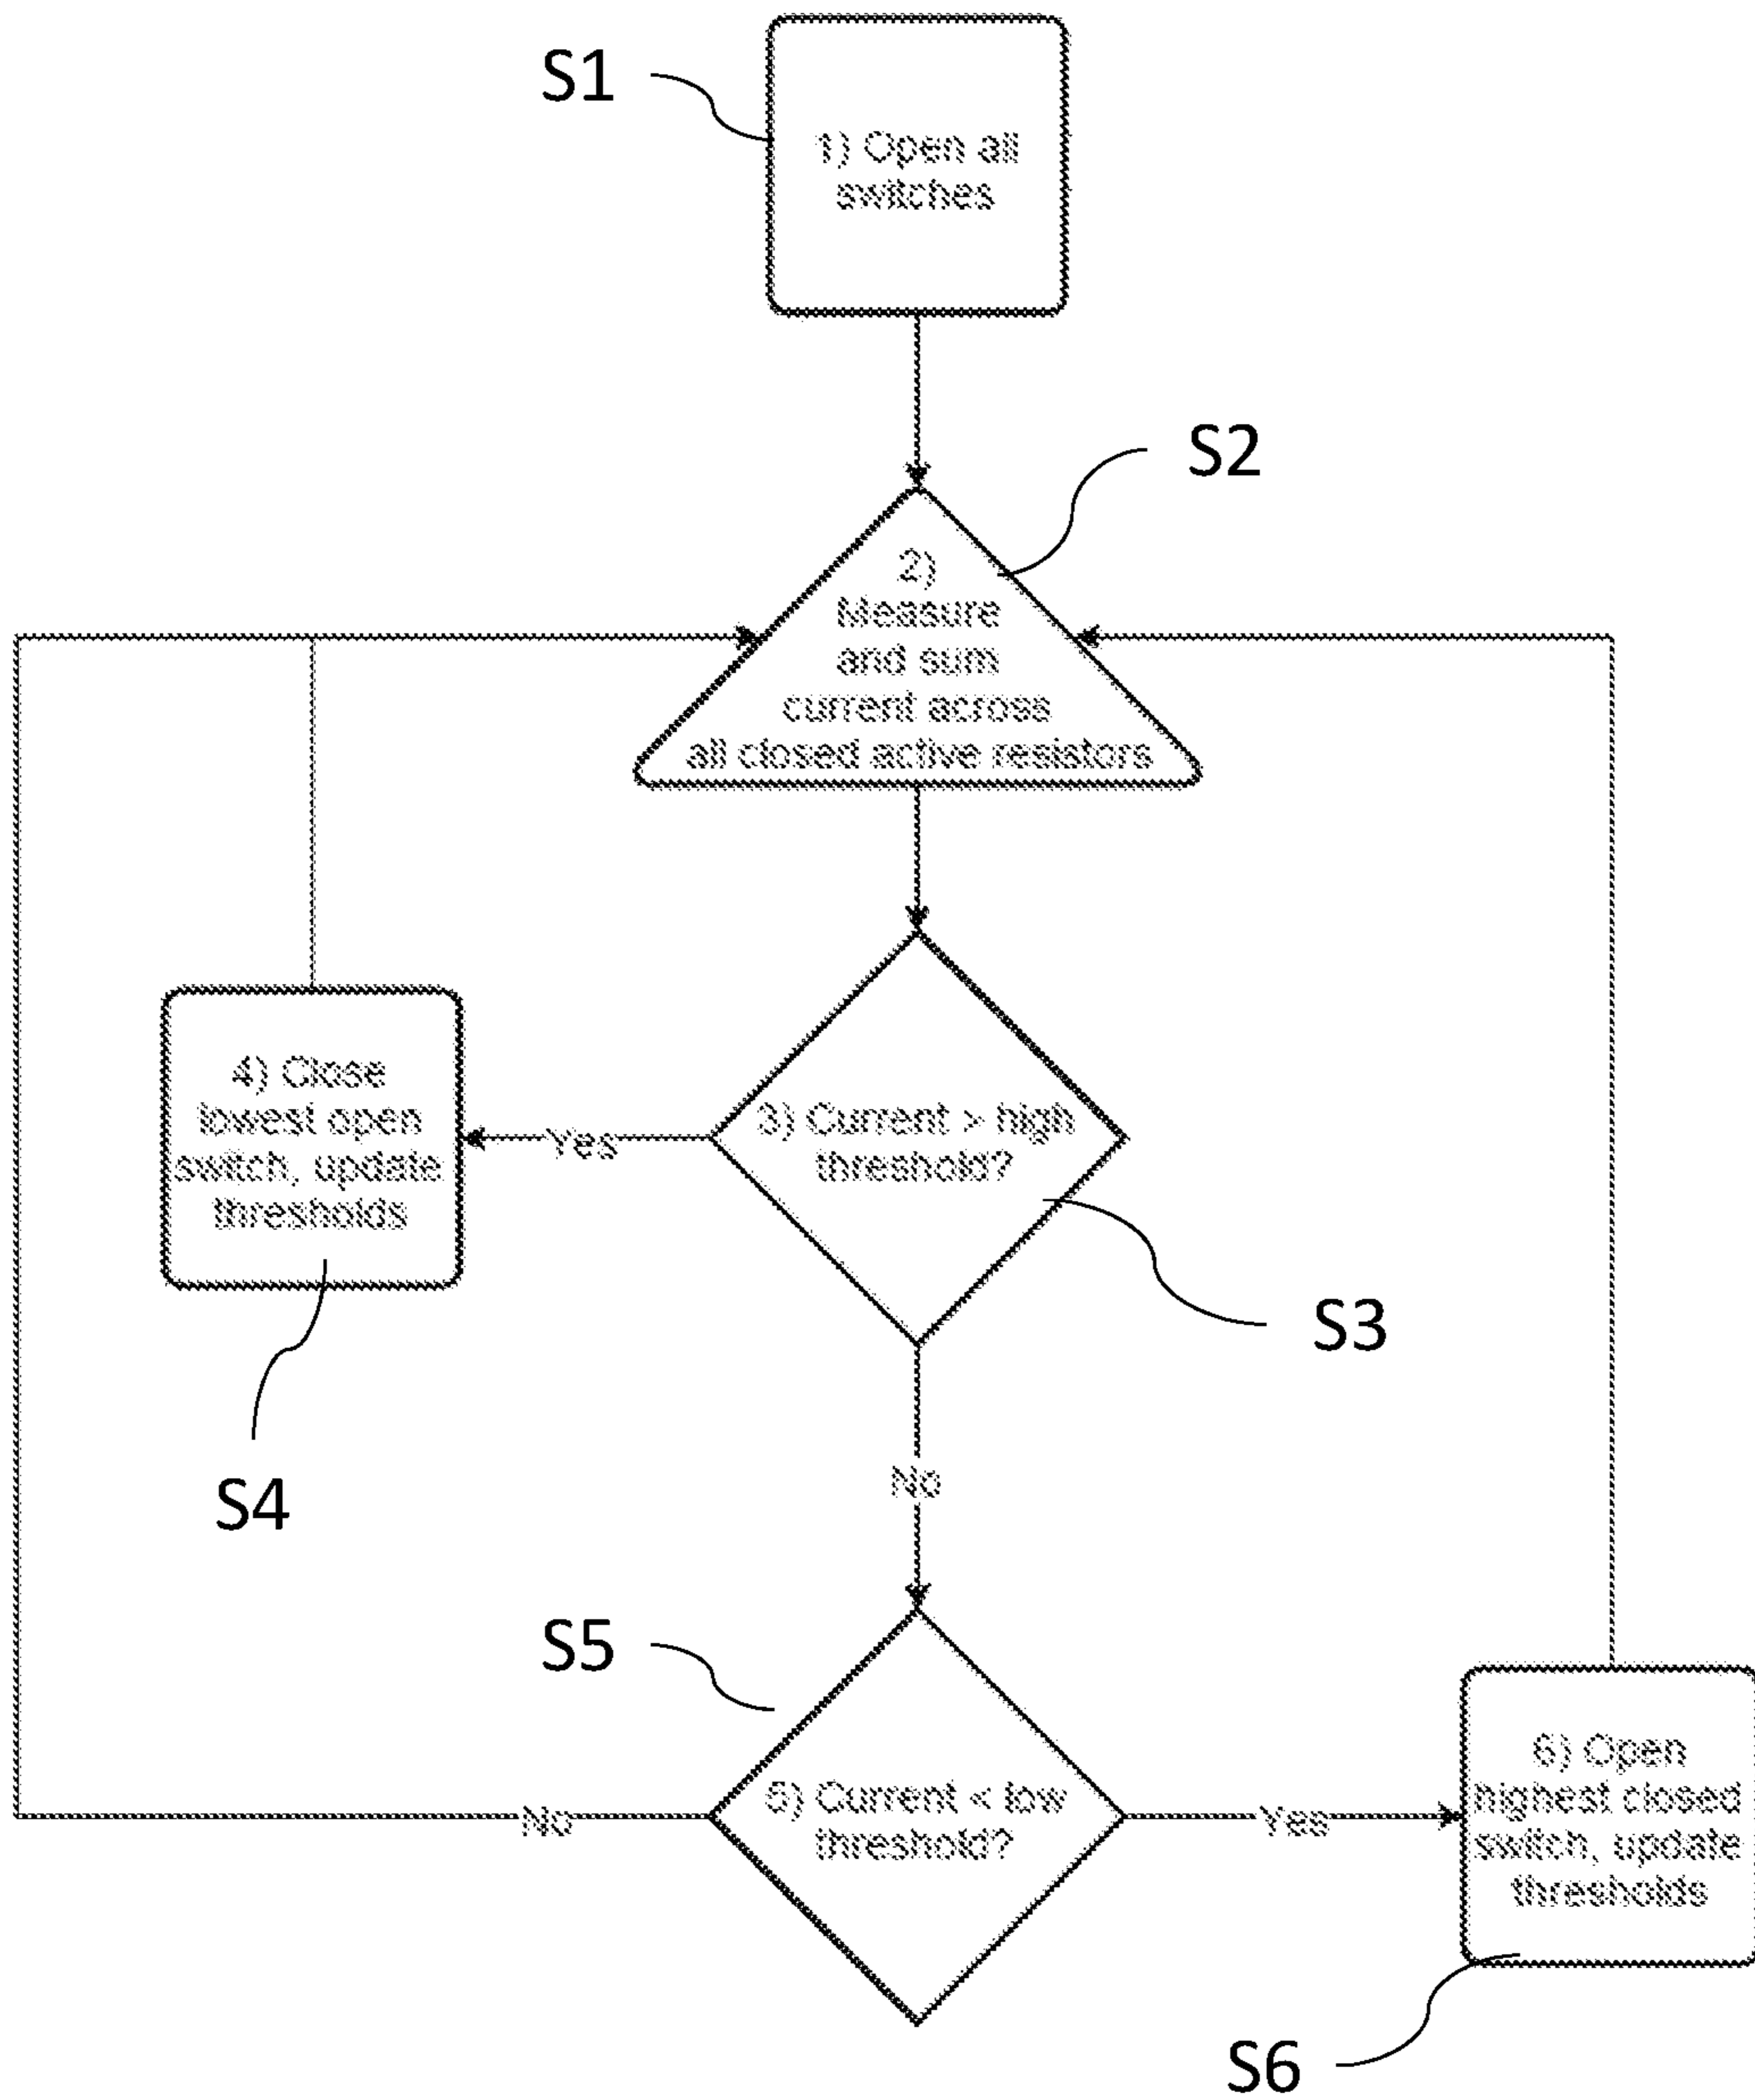 S1
1) Open all
switches
S2
2)
Measure
and sum
current across
all closed active resistors
4) Close
lowest open
switch, update
thresholds
Yes
3) Current > high
threshold?
S3
S4
No
S5
5) Current < low
threshold?
No
Yes
6) Open
highest closed
switch, update
thresholds
S6